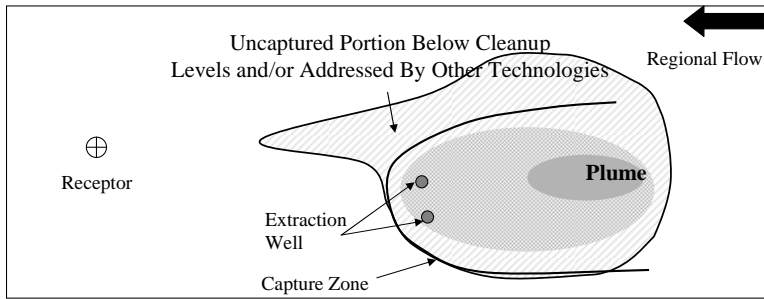 Uncaptured Portion Below Cleanup
Levels and/or Addressed By Other Technologies
Regional Flow
Receptor
Plume
Extraction
Well
Capture Zone